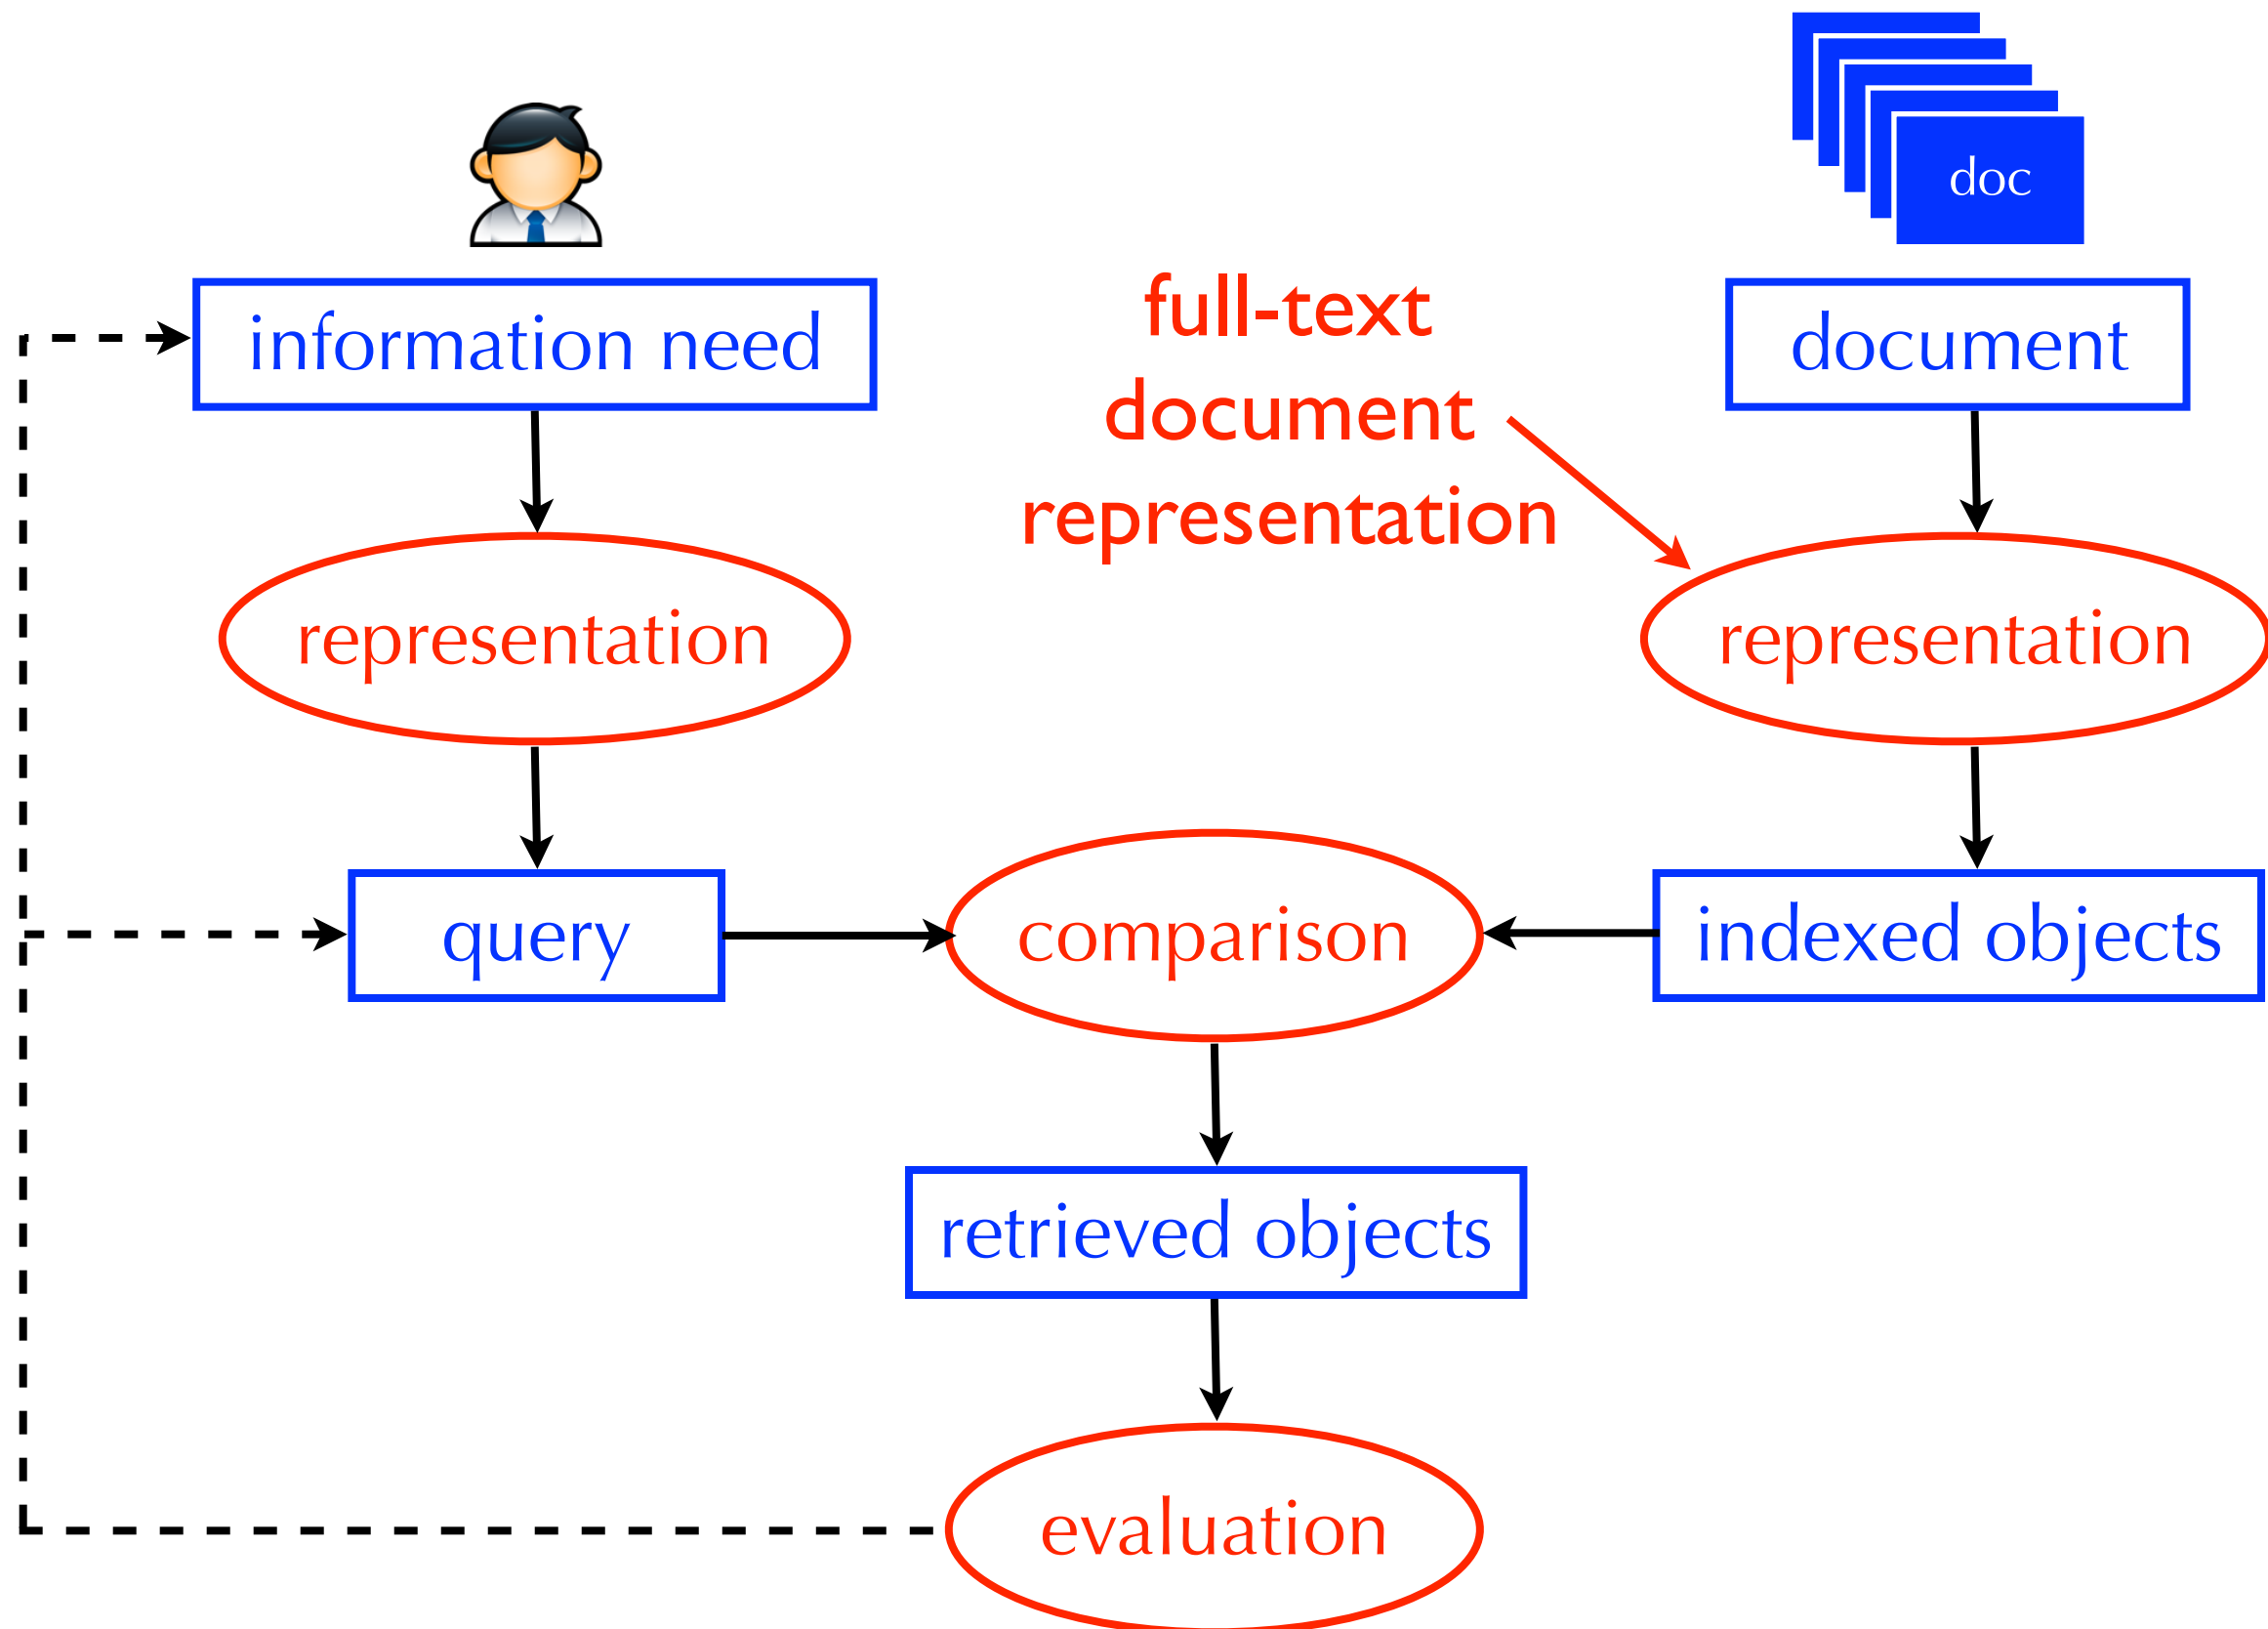 doc
information need
full-text
document
representation
document
representation
representation
query
comparison
indexed objects
retrieved objects
evaluation